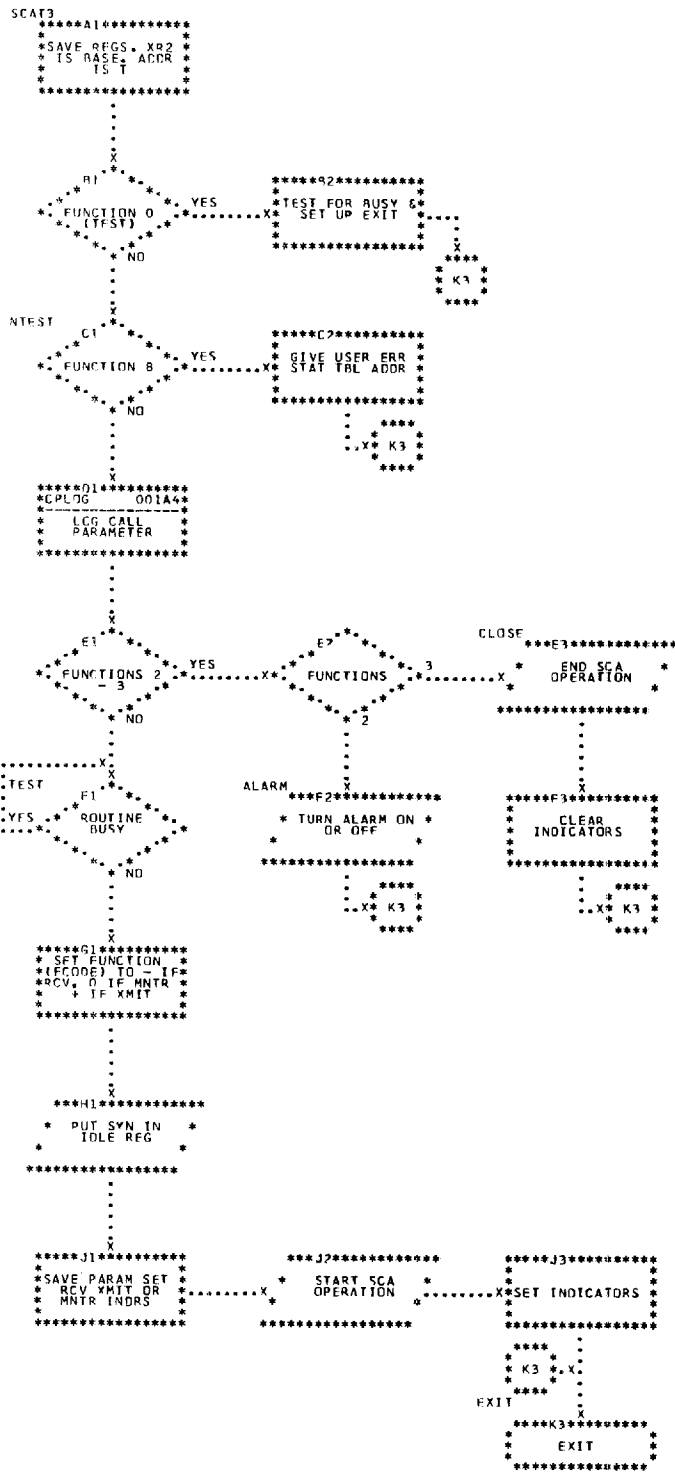 SCAT3
A1
SAVE REGS. XR2
IS BASE. ADDR
IS T
B1
FUNCTION 0
(TEST)
YES
NO
B2
TEST FOR BUSY &
SET UP EXIT
K3
NTEST
C1
FUNCTION 8
YES
NO
C2
GIVE USER ERR
STAT TBL ADDR
K3
D1
CPLOG 001A4
LCG CALL
PARAMETER
E1
FUNCTIONS 2
- 3
YES
NO
E2
FUNCTIONS
3
2
CLOSE
E3
END SCA
OPERATION
TEST
F1
ROUTINE
BUSY
YES
NO
ALARM
F2
TURN ALARM ON
OR OFF
K3
F3
CLEAR
INDICATORS
K3
G1
SET FUNCTION
(FCODE) TO - IF
RCV, 0 IF MNTR
+ IF XMIT
H1
PUT SYN IN
IDLE REG
J1
SAVE PARAM SET
RCV XMIT OR
MNTR INDRS
J2
START SCA
OPERATION
J3
SET INDICATORS
K3
EXIT
K3
EXIT